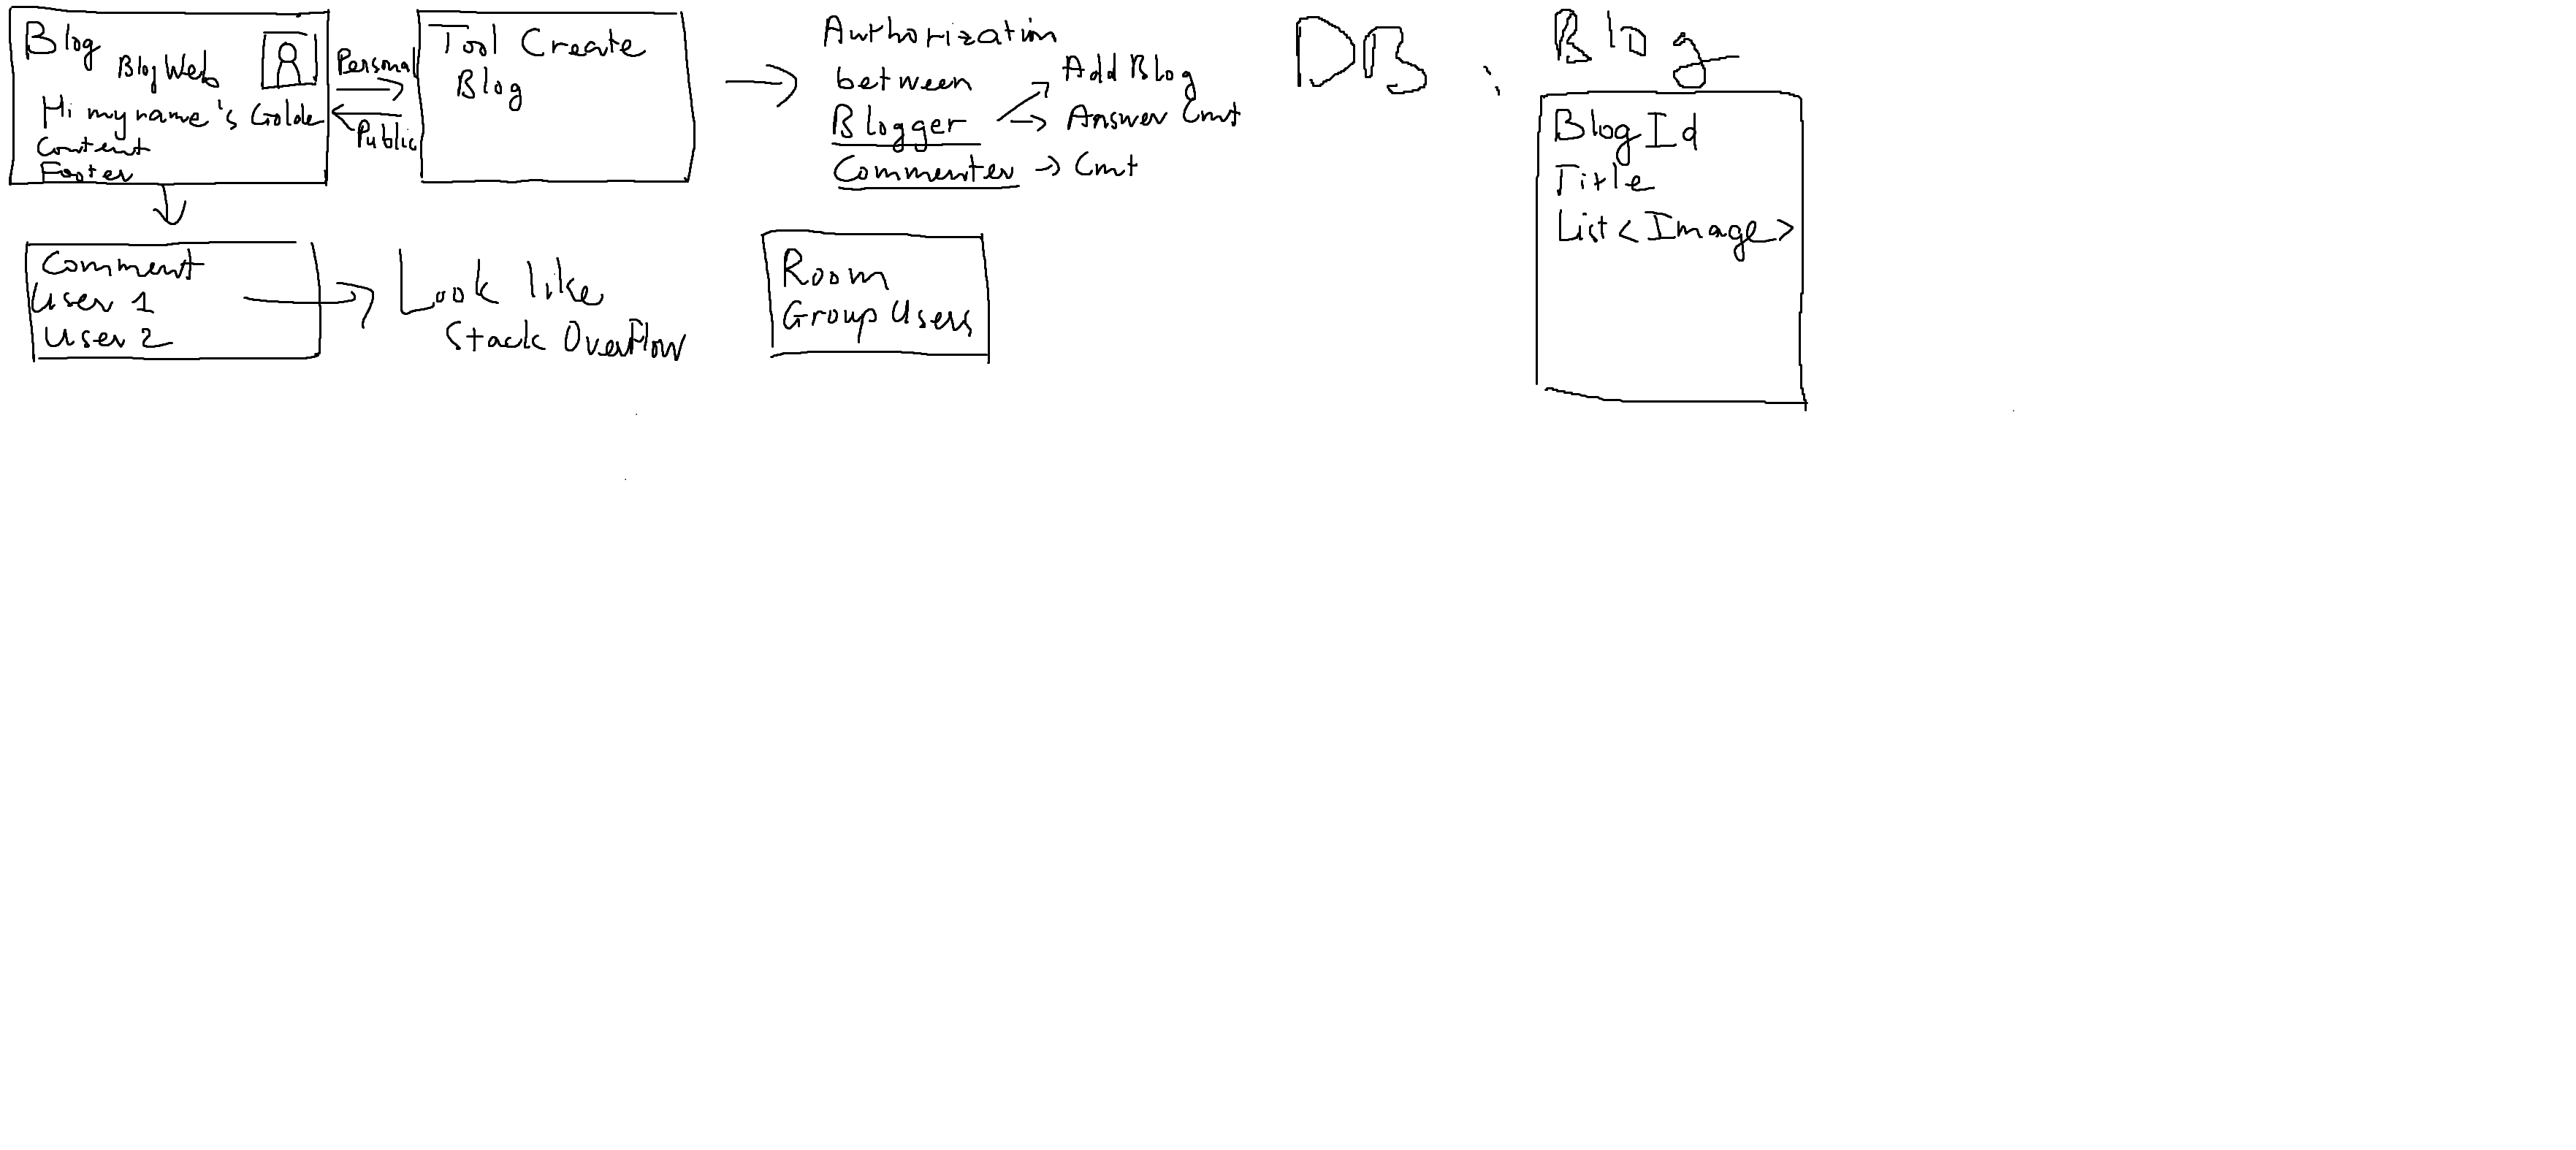 Blog
BlogWeb
Hi my name's Golde
Content
Footer
Personal
Public
Tool Create
Blog
Authorization
between
Blogger
Commenter → Cmt
Add Blog
Answer Cmt
DB :
Blog
BlogId
Title
List<Image>
Comment
User 1
User 2
Look like
Stack OverFlow
Room
Group Users